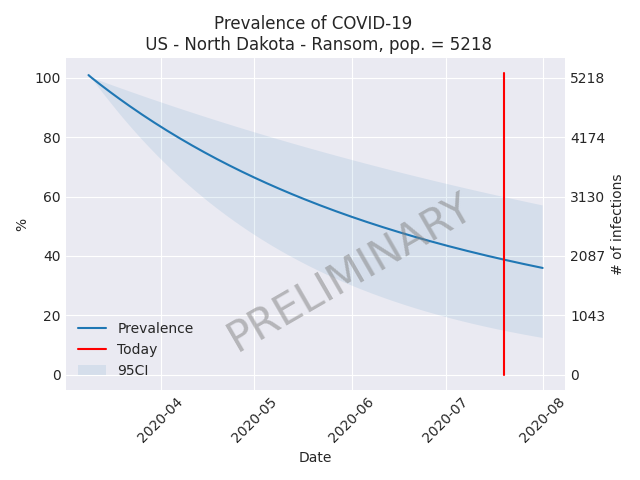 Prevalence of COVID-19
US - North Dakota - Ransom, pop. = 5218
100
80
60
40
20
0
%
5218
4174
3130
2087
1043
0
# of infections
PRELIMINARY
Prevalence
Today
95CI
2020-04
2020-05
2020-06
2020-07
2020-08
Date